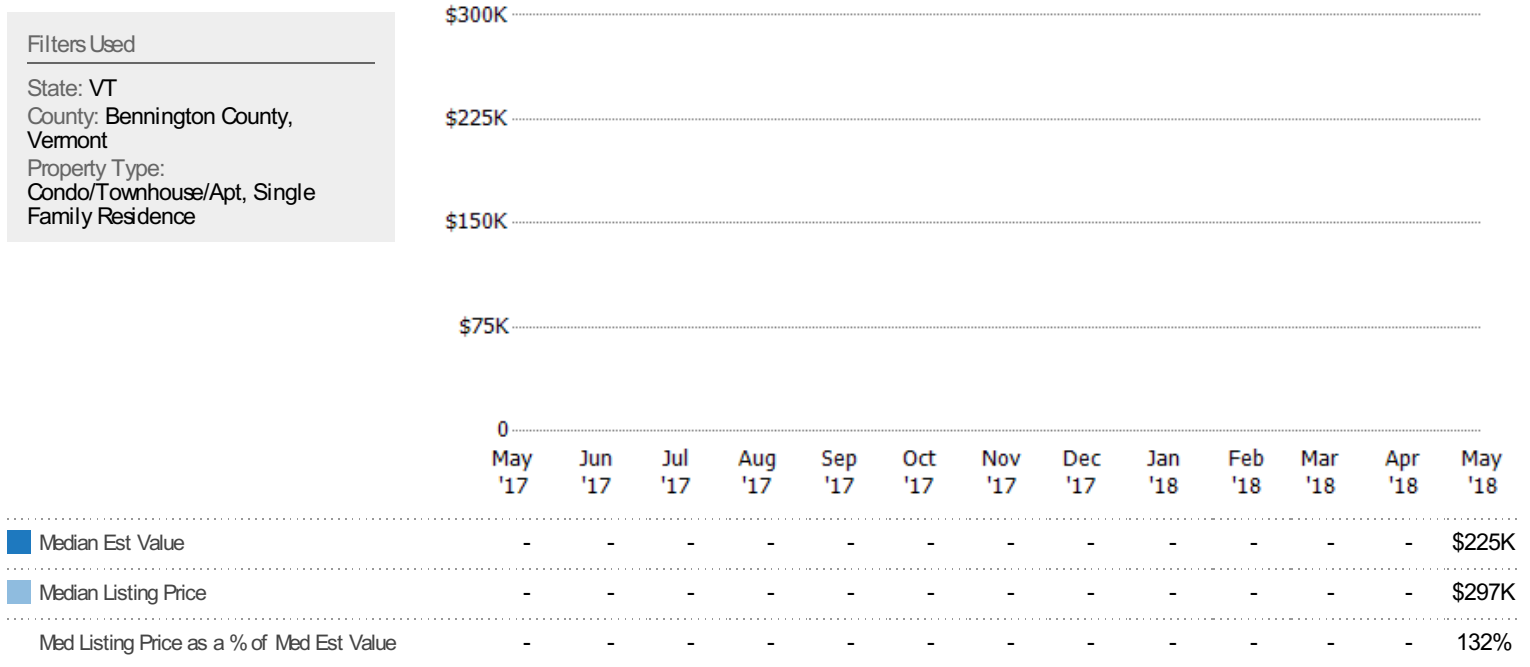 Filters Used
State: VT
County: Bennington County,
Vermont
Property Type:
Condo/Townhouse/Apt, Single
Family Residence
$300K
$225K
$150K
$75K
0
May Jun Jul Aug Sep Oct Nov Dec Jan Feb Mar Apr May
'17 '17 '17 '17 '17 '17 '17 '17 '18 '18 '18 '18 '18
Median Est Value - - - - - - - - - - - - $225K
Median Listing Price - - - - - - - - - - - - $297K
Med Listing Price as a % of Med Est Value - - - - - - - - - - - - 132%